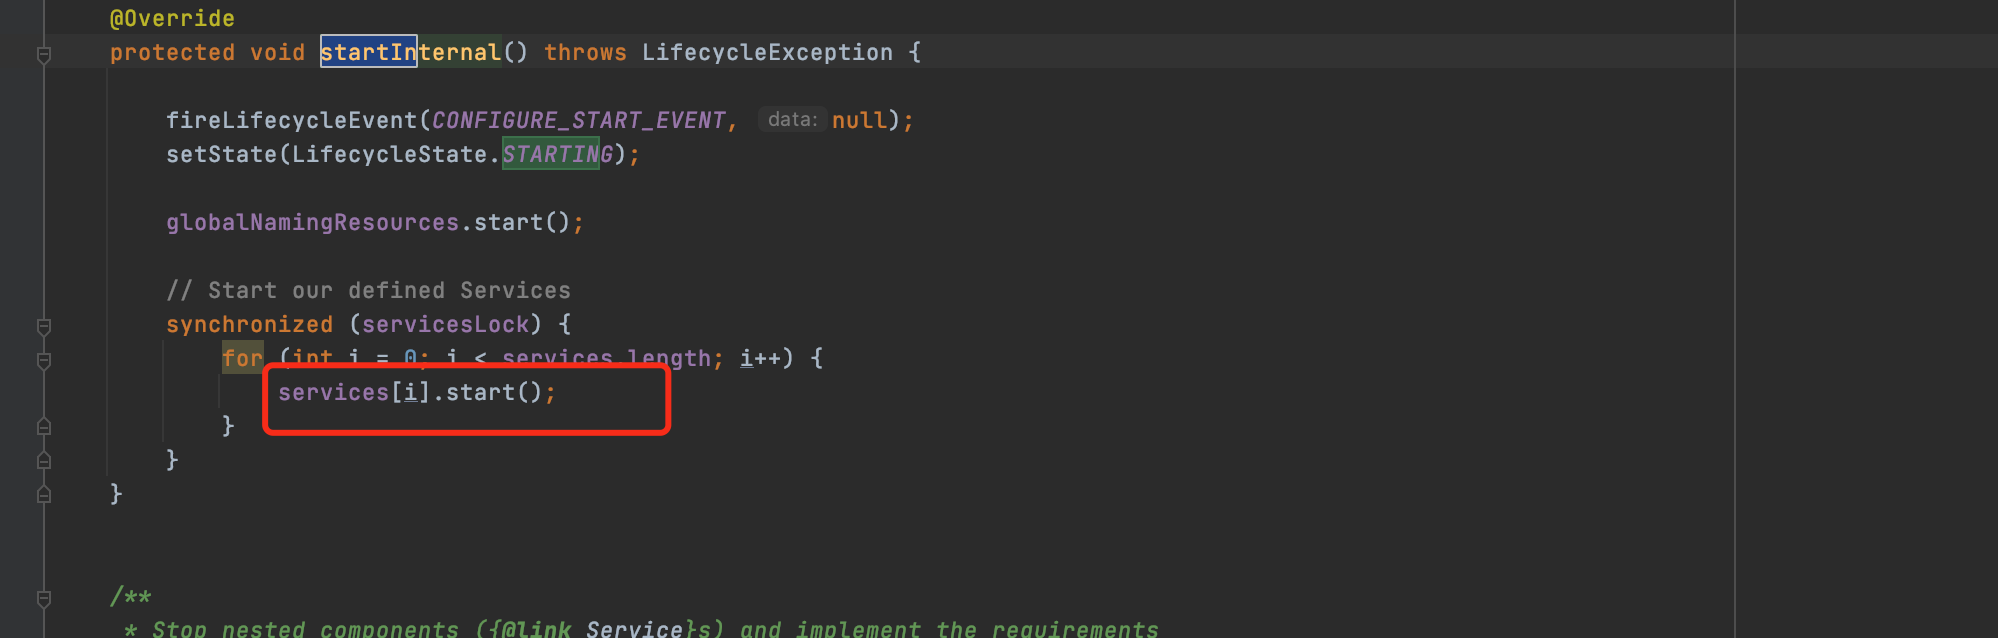 @Override
protected void startInternal() throws LifecycleException {
fireLifecycleEvent(CONFIGURE_START_EVENT, data: null);
setState(LifecycleState.STARTING);
globalNamingResources.start();
// Start our defined Services
synchronized (servicesLock) {
for (int i = 0; i < services.length; i++) {
services[i].start();
}
}
}
/**
* Stop nested components ({@link Service}s) and implement the requirements